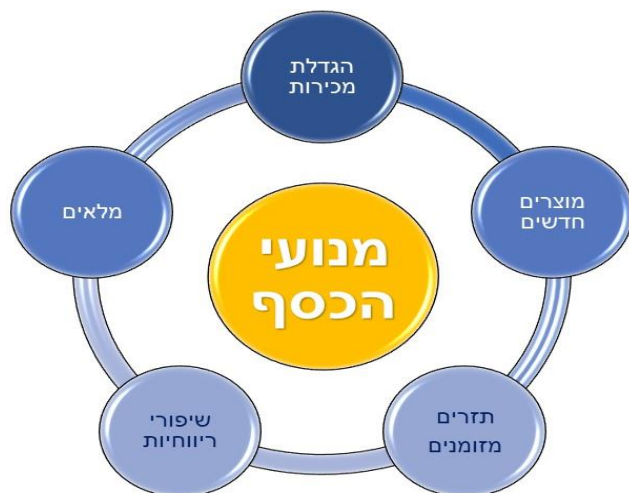 הגדלת
מכירות
מוצרים
חדשים
תזרים
מזומנים
שיפורי
ריווחיות
מלאים
מנועי
הכסף